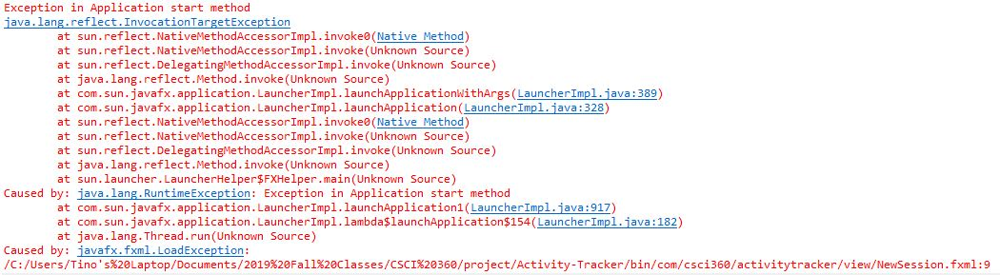 Exception in Application start method
java.lang.reflect.InvocationTargetException
at sun.reflect.NativeMethodAccessorImpl.invoke0(Native Method)
at sun.reflect.NativeMethodAccessorImpl.invoke(Unknown Source)
at sun.reflect.DelegatingMethodAccessorImpl.invoke(Unknown Source)
at java.lang.reflect.Method.invoke(Unknown Source)
at com.sun.javafx.application.LauncherImpl.launchApplicationWithArgs(LauncherImpl.java:389)
at com.sun.javafx.application.LauncherImpl.launchApplication(LauncherImpl.java:328)
at sun.reflect.NativeMethodAccessorImpl.invoke0(Native Method)
at sun.reflect.NativeMethodAccessorImpl.invoke(Unknown Source)
at sun.reflect.DelegatingMethodAccessorImpl.invoke(Unknown Source)
at java.lang.reflect.Method.invoke(Unknown Source)
at sun.launcher.LauncherHelper$FXHelper.main(Unknown Source)
Caused by: java.lang.RuntimeException: Exception in Application start method
at com.sun.javafx.application.LauncherImpl.launchApplication1(LauncherImpl.java:917)
at com.sun.javafx.application.LauncherImpl.lambda$launchApplication$154(LauncherImpl.java:182)
at java.lang.Thread.run(Unknown Source)
Caused by: javafx.fxml.LoadException:
/C:/Users/Tino's%20Laptop/Documents/2019%20Fall%20Classes/CSCI%20360/project/Activity-Tracker/bin/com/csci360/activitytracker/view/NewSession.fxml:9